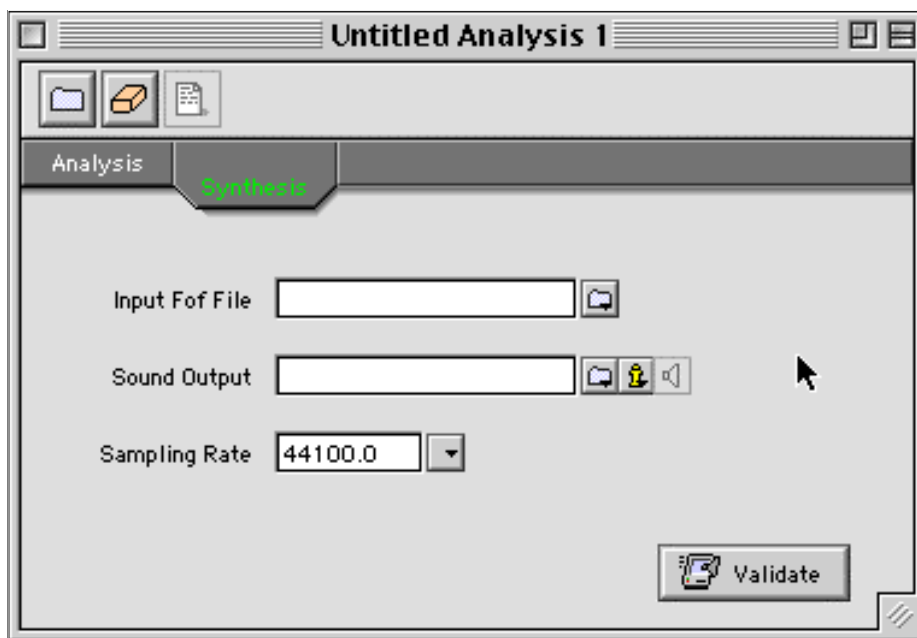 Untitled Analysis 1
Analysis
Synthesis
Input Fof File
Sound Output
Sampling Rate 44100.0
Validate